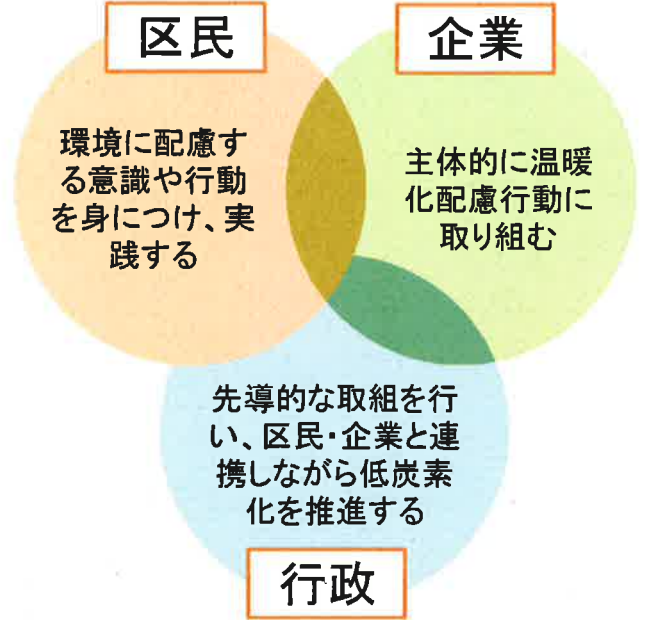 区民
企業
環境に配慮す
る意識や行動
を身につけ、実
践する
主体的に温暖
化配慮行動に
取り組む
先導的な取組を行
い、区民・企業と連
携しながら低炭素
化を推進する
行政